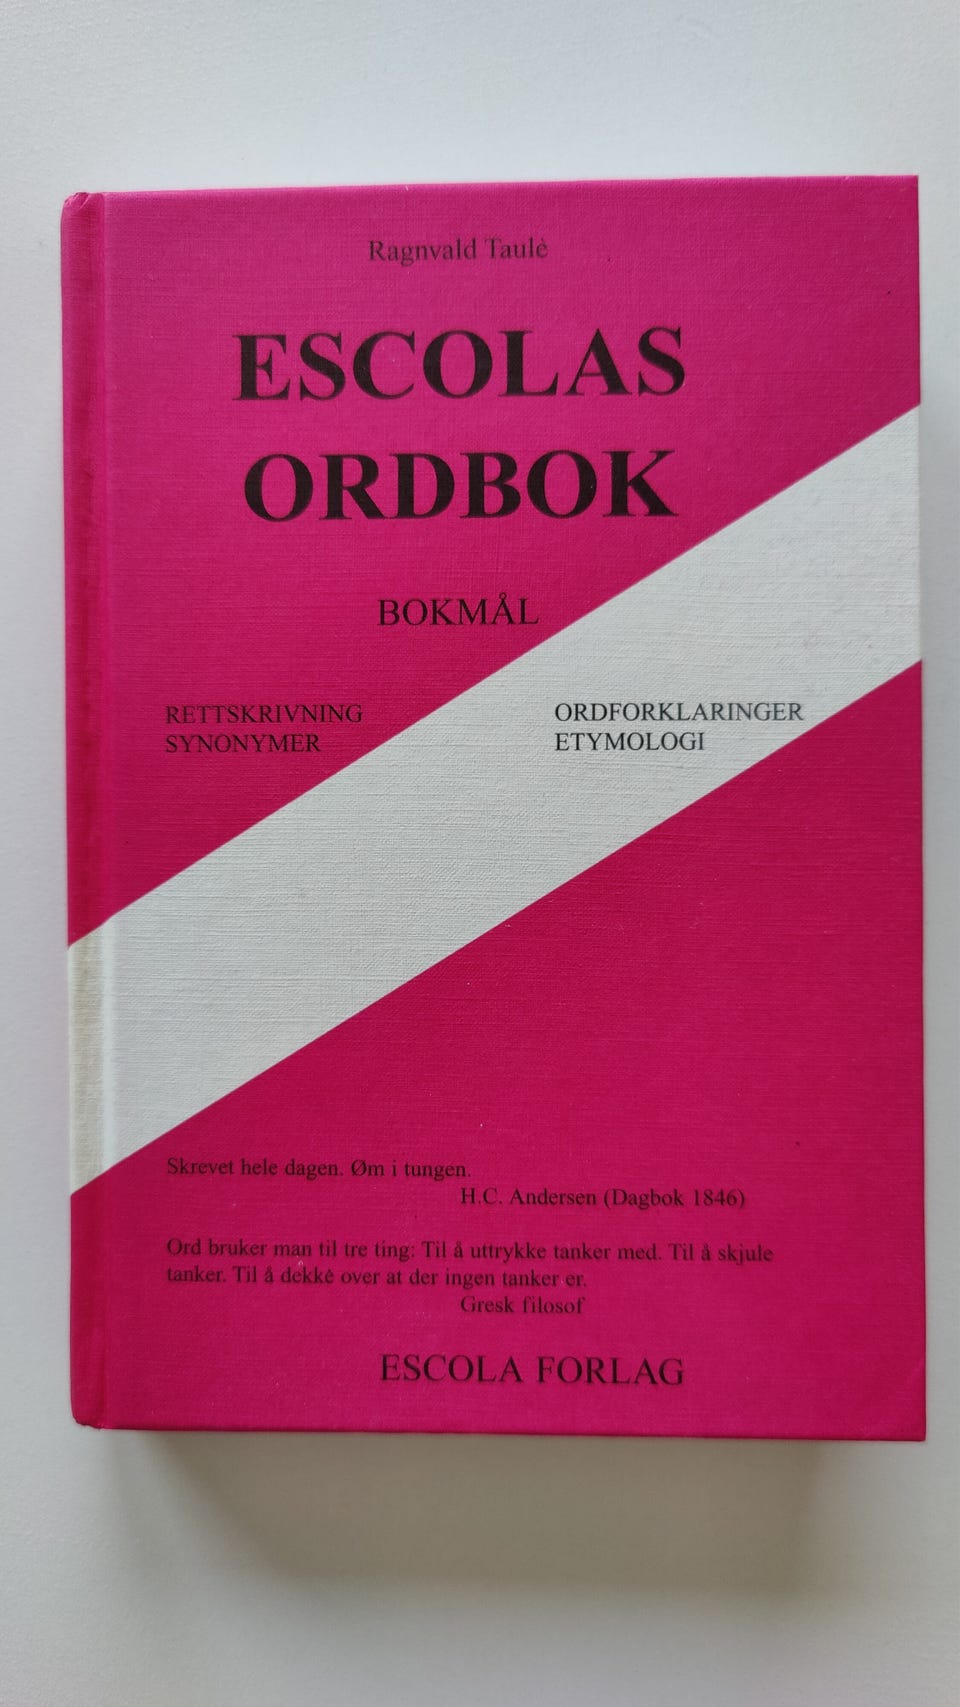 Ragnvald Taulė
ESCOLAS
ORDBOK
BOKMÅL
RETTSKRIVNING
SYNONYMER
ORDFORKLARINGER
ETYMOLOGI
Skrevet hele dagen. Øm i tungen.
H.C. Andersen (Dagbok 1846)
Ord bruker man til tre ting: Til å uttrykke tanker med. Til å skjule
tanker. Til å dekkė over at der ingen tanker er.
Gresk filosof
ESCOLA FORLAG